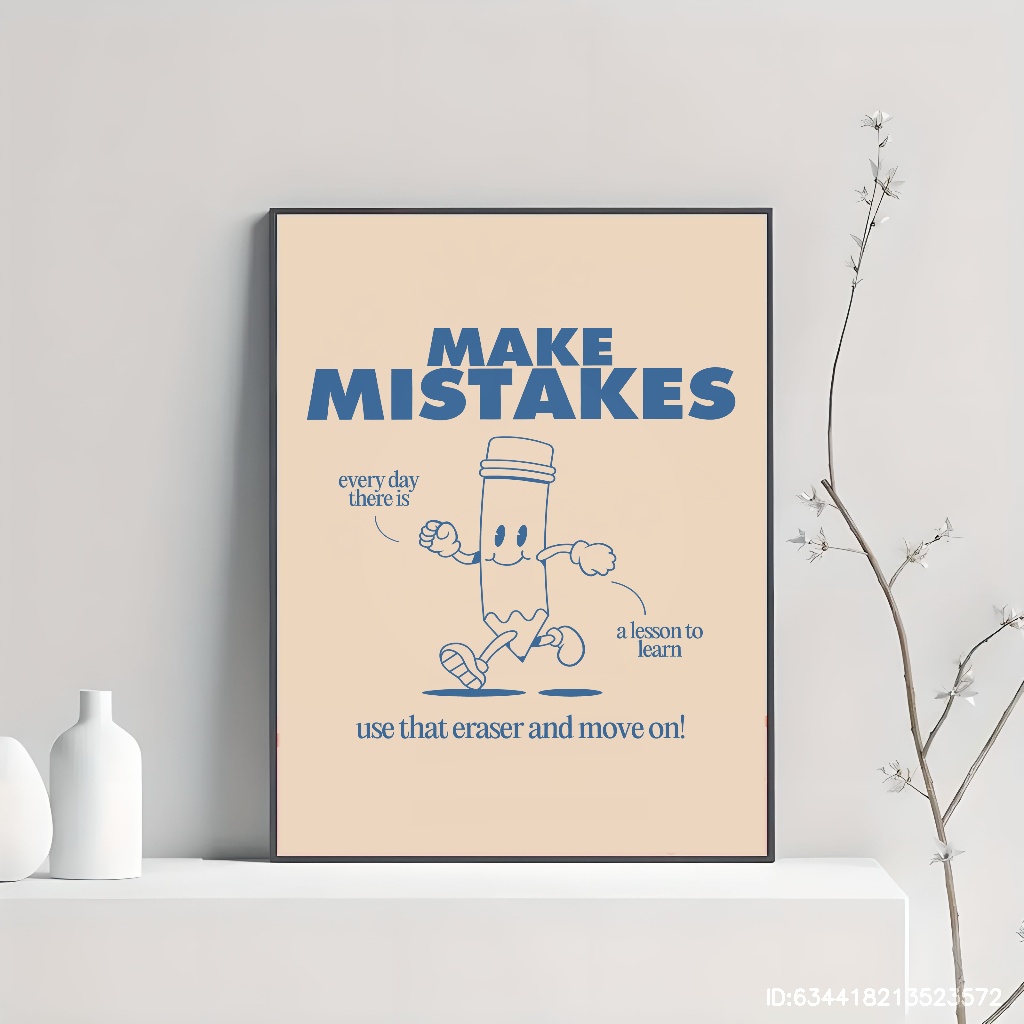 MAKE
MISTAKES
every day
there is
a lesson to
learn
use that eraser and move on!
ID:634418213523572